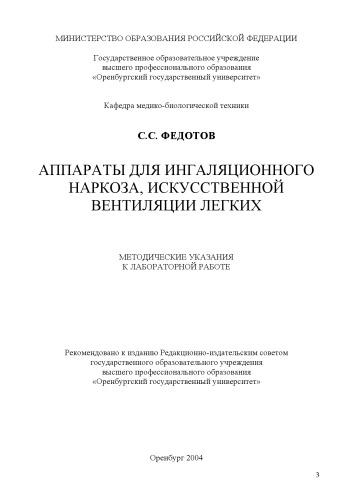 МИНИСТЕРСТВО ОБРАЗОВАНИЯ РОССИЙСКОЙ ФЕДЕРАЦИИ
Государственное образовательное учреждение
высшего профессионального образования
«Оренбургский государственный университет»
Кафедра медико-биологической техники
С.С. ФЕДОТОВ
АППАРАТЫ ДЛЯ ИНГАЛЯЦИОННОГО
НАРКОЗА, ИСКУССТВЕННОЙ
ВЕНТИЛЯЦИИ ЛЕГКИХ
МЕТОДИЧЕСКИЕ УКАЗАНИЯ
К ЛАБОРАТОРНОЙ РАБОТЕ
Рекомендовано к изданию Редакционно-издательским советом
государственного образовательного учреждения
высшего профессионального образования
«Оренбургский государственный университет»
Оренбург 2004
3